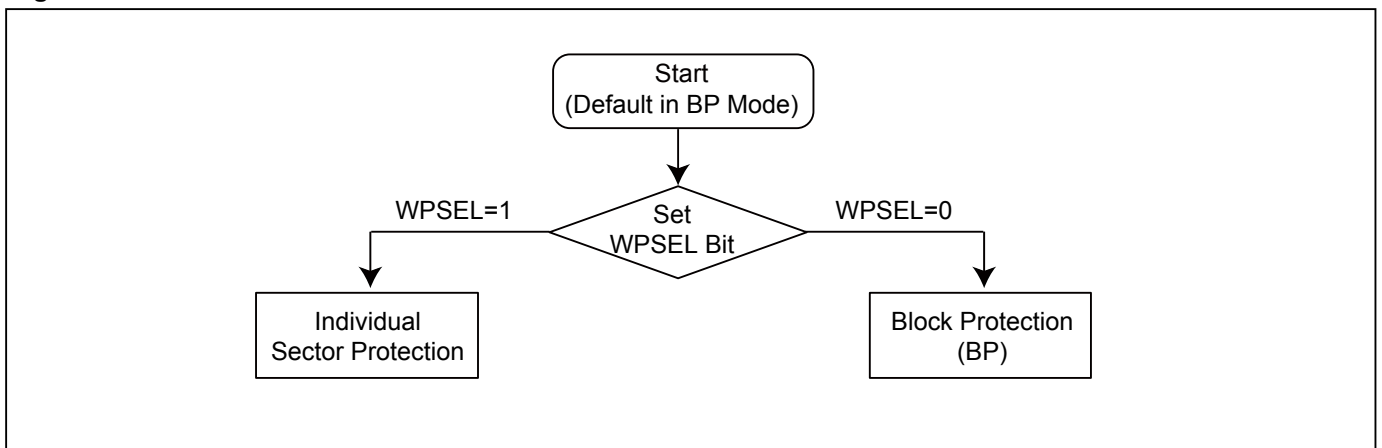 Start
(Default in BP Mode)
WPSEL=1
Set
WPSEL Bit
WPSEL=0
Individual
Sector Protection
Block Protection
(BP)